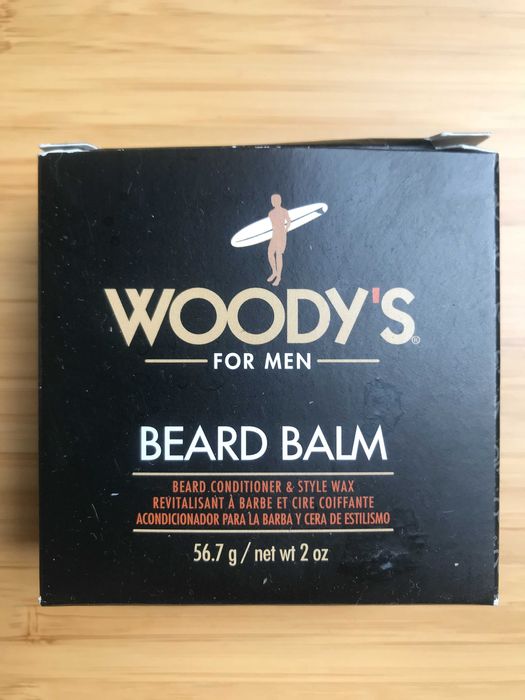 WOODY'S®
FOR MEN
BEARD BALM
BEARD CONDITIONER & STYLE WAX
REVITALISANT À BARBE ET CIRE COIFFANTE
ACONDICIONADOR PARA LA BARBA Y CERA DE ESTILISMO
56.7 g / net wt 2 oz